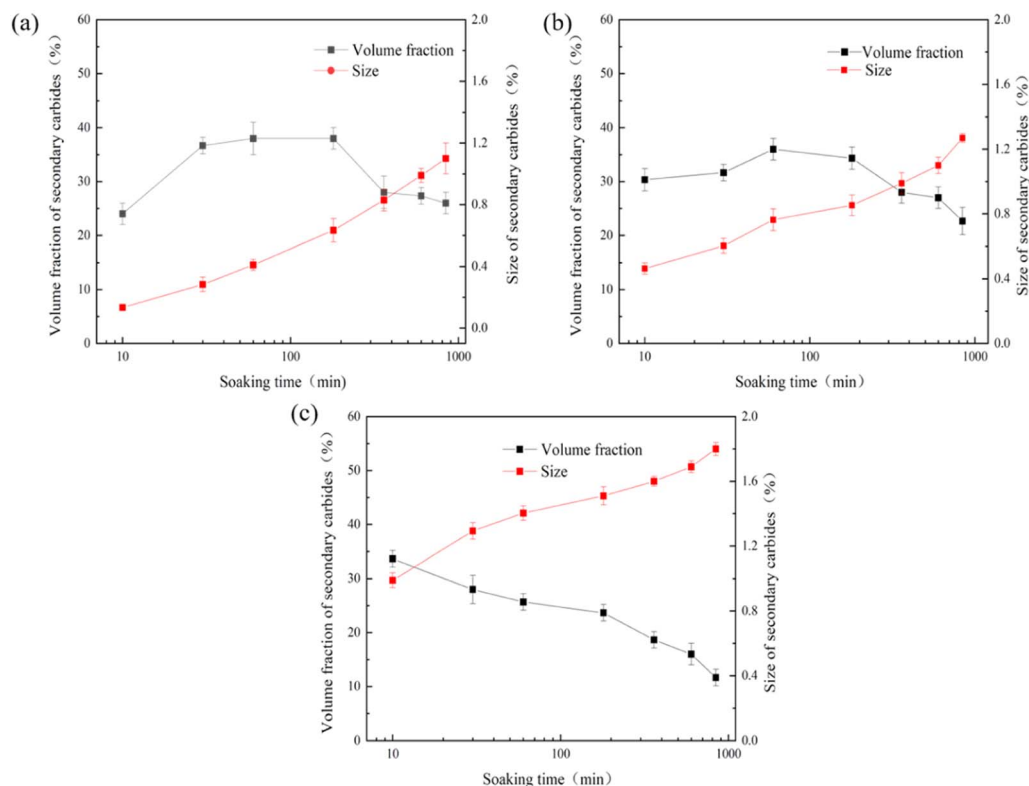 (a)
Volume fraction of secondary carbides（%）
60
50
40
30
20
10
0
Volume fraction
Size
2.0
1.6
1.2
0.8
0.4
0.0
Size of secondary carbides（%）
10
100
1000
Soaking time（min）
(b)
Volume fraction of secondary carbides（%）
60
50
40
30
20
10
0
Volume fraction
Size
2.0
1.6
1.2
0.8
0.4
0.0
Size of secondary carbides（%）
10
100
1000
Soaking time（min）
(c)
Volume fraction of secondary carbides（%）
60
50
40
30
20
10
0
Volume fraction
Size
2.0
1.6
1.2
0.8
0.4
0.0
Size of secondary carbides（%）
10
100
1000
Soaking time（min）